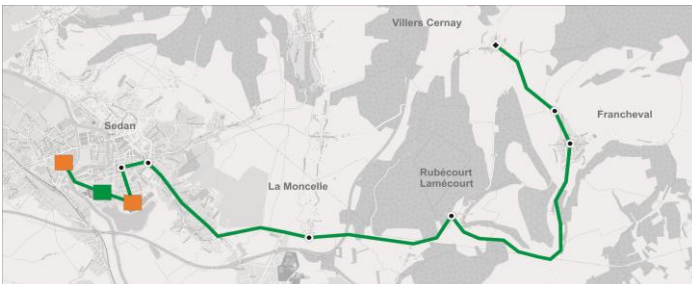 Villers Cernay
Sedan
Francheval
La Moncelle
Rubécourt
Lamécourt